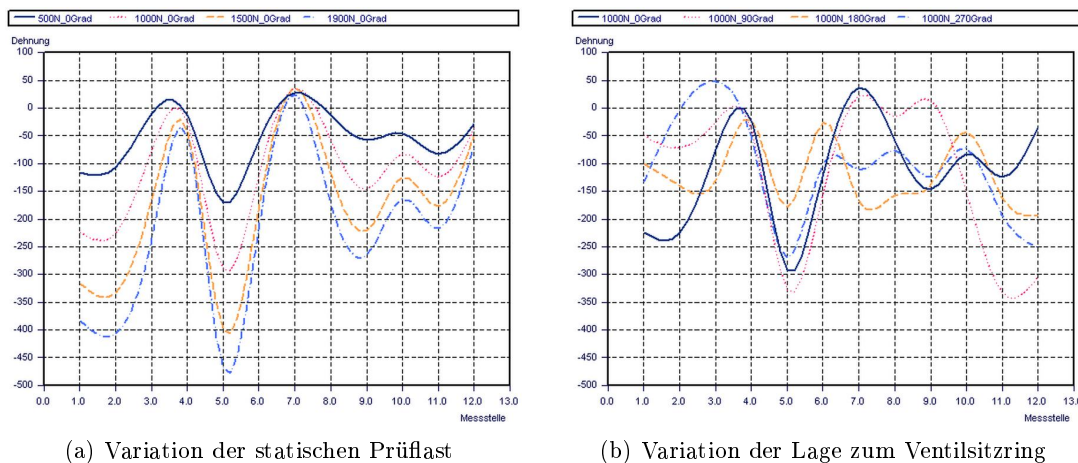 500N_0Grad 1000N_0Grad 1500N_0Grad 1900N_0Grad
Dehnung
100
50
0
-50
-100
-150
-200
-250
-300
-350
-400
-450
-500
0.0 1.0 2.0 3.0 4.0 5.0 6.0 7.0 8.0 9.0 10.0 11.0 12.0 13.0
Messstelle
(a) Variation der statischen Prüflast
1000N_0Grad 1000N_90Grad 1000N_180Grad 1000N_270Grad
Dehnung
100
50
0
-50
-100
-150
-200
-250
-300
-350
-400
-450
-500
0.0 1.0 2.0 3.0 4.0 5.0 6.0 7.0 8.0 9.0 10.0 11.0 12.0 13.0
Messstelle
(b) Variation der Lage zum Ventilsitzring